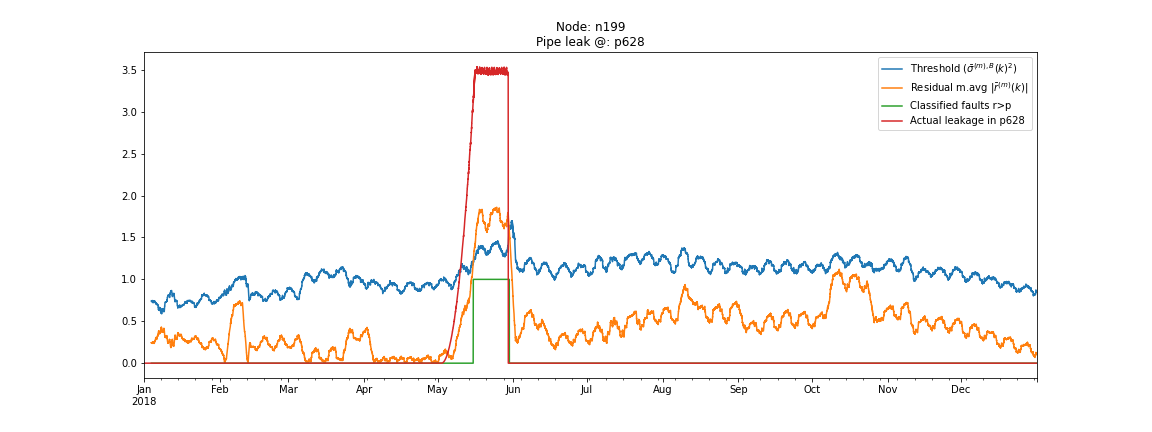 Node: n199
Pipe leak @: p628
3.5
3.0
2.5
2.0
1.5
1.0
0.5
0.0
Jan Feb Mar Apr May Jun Jul Aug Sep Oct Nov Dec
2018
Threshold (σ̄⁽ᵐ⁾,ᴮ(k)²)
Residual m.avg |r̄⁽ᵐ⁾(k)|
Classified faults r>p
Actual leakage in p628